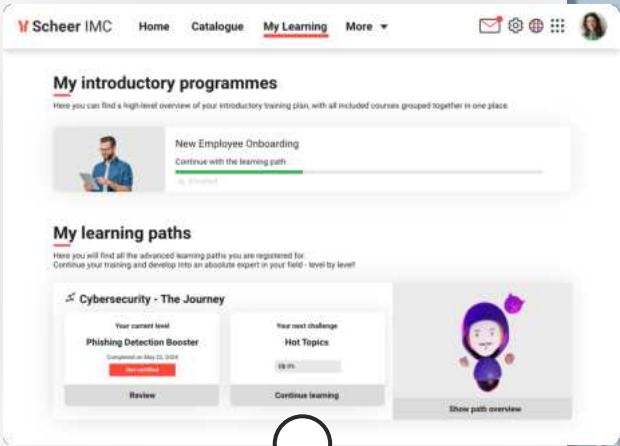 Scheer IMC
Home Catalogue My Learning More
My introductory programmes
Here you can find a high-level overview of your introductory training plan, with all included courses grouped together in one place.
New Employee Onboarding
Continue with the learning path
Enrolled
My learning paths
Here you will find all the advanced learning paths you are registered for.
Continue your training and develop into an absolute expert in your field - level by level!
Cybersecurity - The Journey
Your current level
Phishing Detection Booster
Completed on May 22, 2024
Review
Your next challenge
Hot Topics
0%
Continue learning
Show path overview